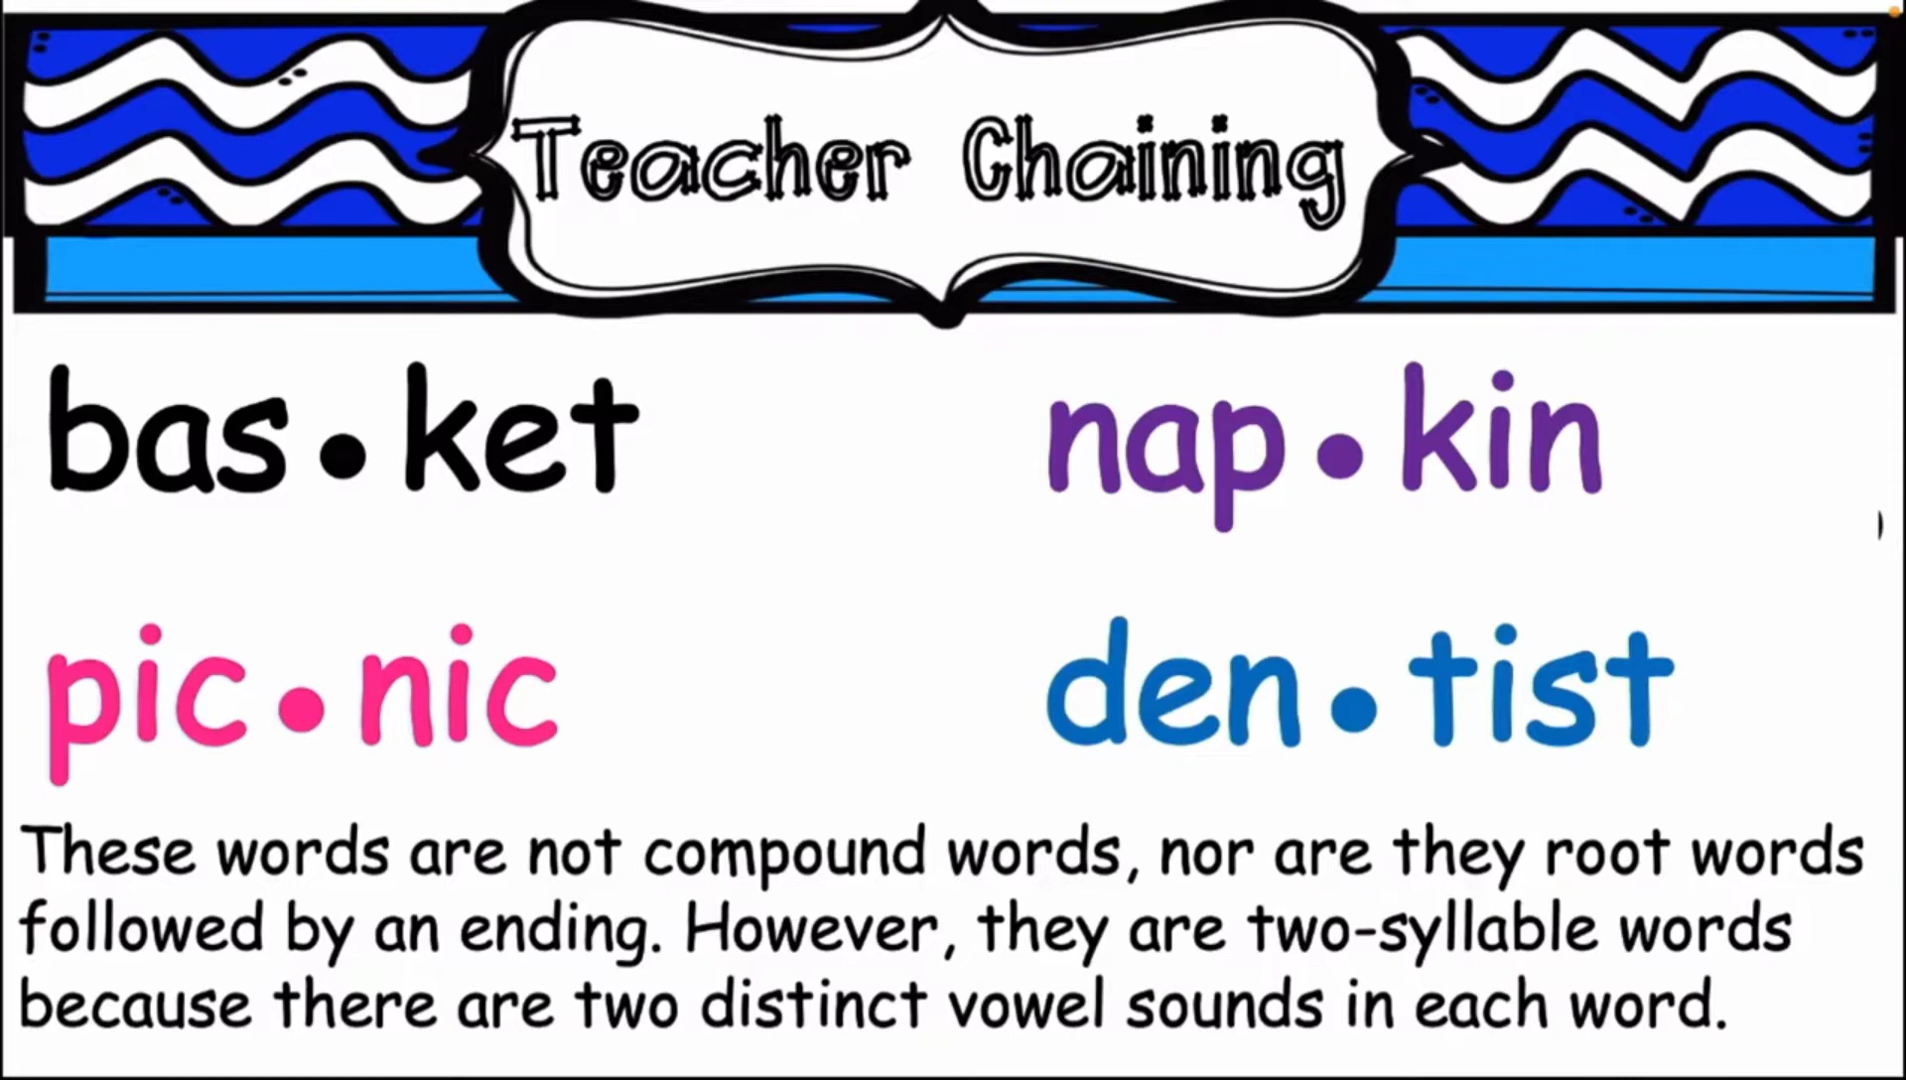 Teacher Chaining
bas•ket
nap•kin
pic•nic
den•tist
These words are not compound words, nor are they root words
followed by an ending. However, they are two-syllable words
because there are two distinct vowel sounds in each word.